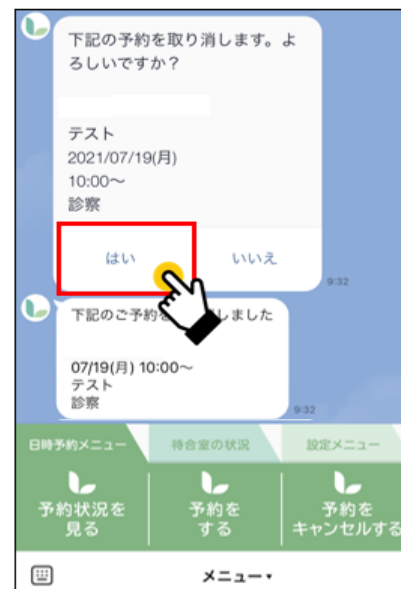 下記の予約を取り消します。よ
ろしいですか？
テスト
2021/07/19(月)
10:00～
診察
はい
いいえ
9:32
下記のご予約を
しました
07/19(月) 10:00～
テスト
診察
9:32
日時予約メニュー
待合室の状況
設定メニュー
予約状況を
見る
予約を
する
予約を
キャンセルする
メニュー▾